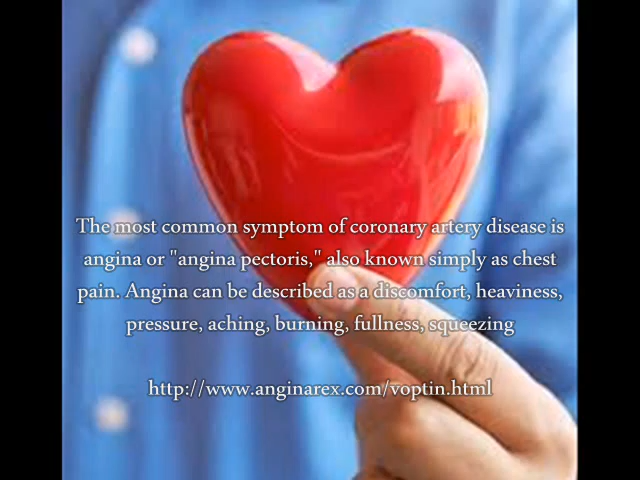 The most common symptom of coronary artery disease is
angina or "angina pectoris," also known simply as chest
pain. Angina can be described as a discomfort, heaviness,
pressure, aching, burning, fullness, squeezing
http://www.anginarex.com/voptin.html